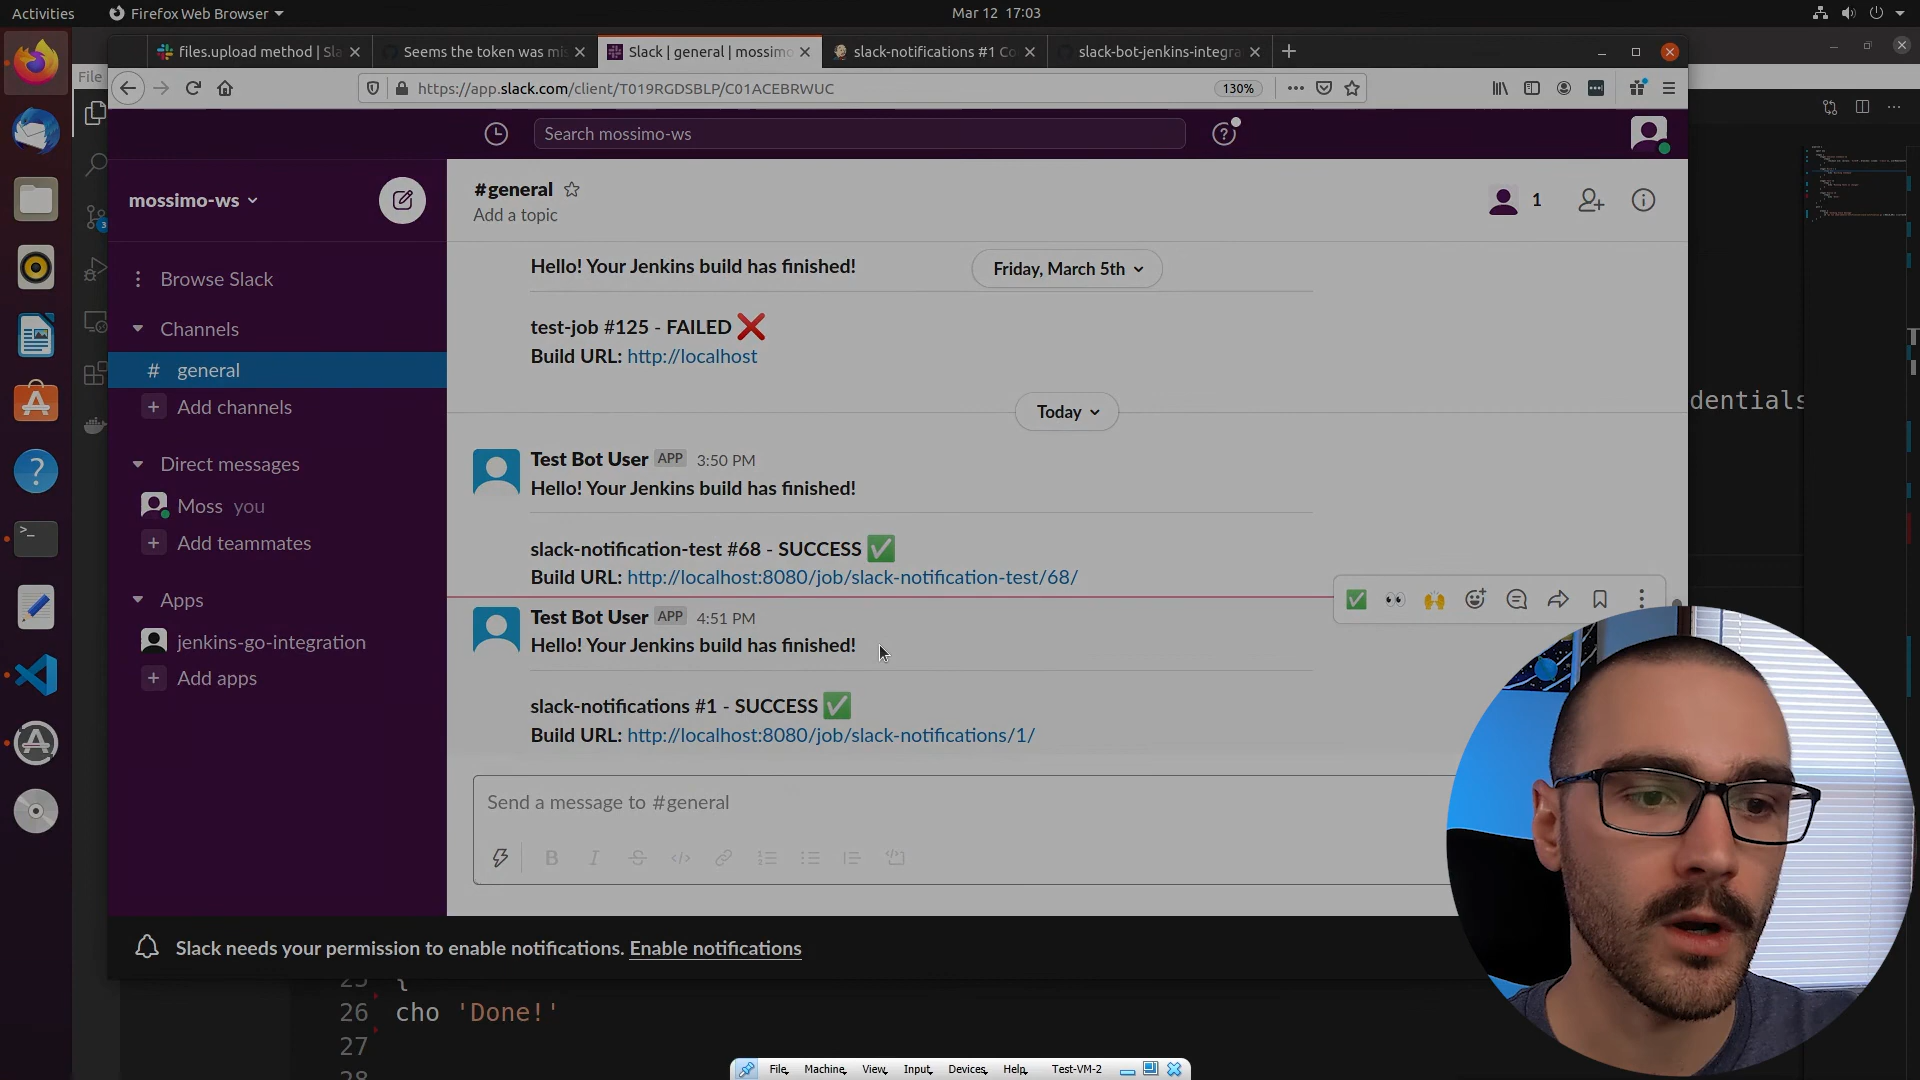 Activities
Firefox Web Browser
Mar 12 17:03
files.upload method | Sla
Seems the token was mis
Slack | general | mossimo
slack-notifications #1 Co
slack-bot-jenkins-integra
File
https://app.slack.com/client/T019RGDSBLP/C01ACEBRWUC
130%
Search mossimo-ws
mossimo-ws
#general
Add a topic
1
Browse Slack
Channels
# general
+ Add channels
Direct messages
Moss you
+ Add teammates
Apps
jenkins-go-integration
+ Add apps
Hello! Your Jenkins build has finished!
Friday, March 5th
test-job #125 - FAILED ❌
Build URL: http://localhost
Today
Test Bot User APP 3:50 PM
Hello! Your Jenkins build has finished!
slack-notification-test #68 - SUCCESS ✅
Build URL: http://localhost:8080/job/slack-notification-test/68/
Test Bot User APP 4:51 PM
Hello! Your Jenkins build has finished!
slack-notifications #1 - SUCCESS ✅
Build URL: http://localhost:8080/job/slack-notifications/1/
Send a message to #general
Slack needs your permission to enable notifications. Enable notifications
dentials
25 {
26 cho 'Done!'
27
28
File Machine View Input Devices Help Test-VM-2